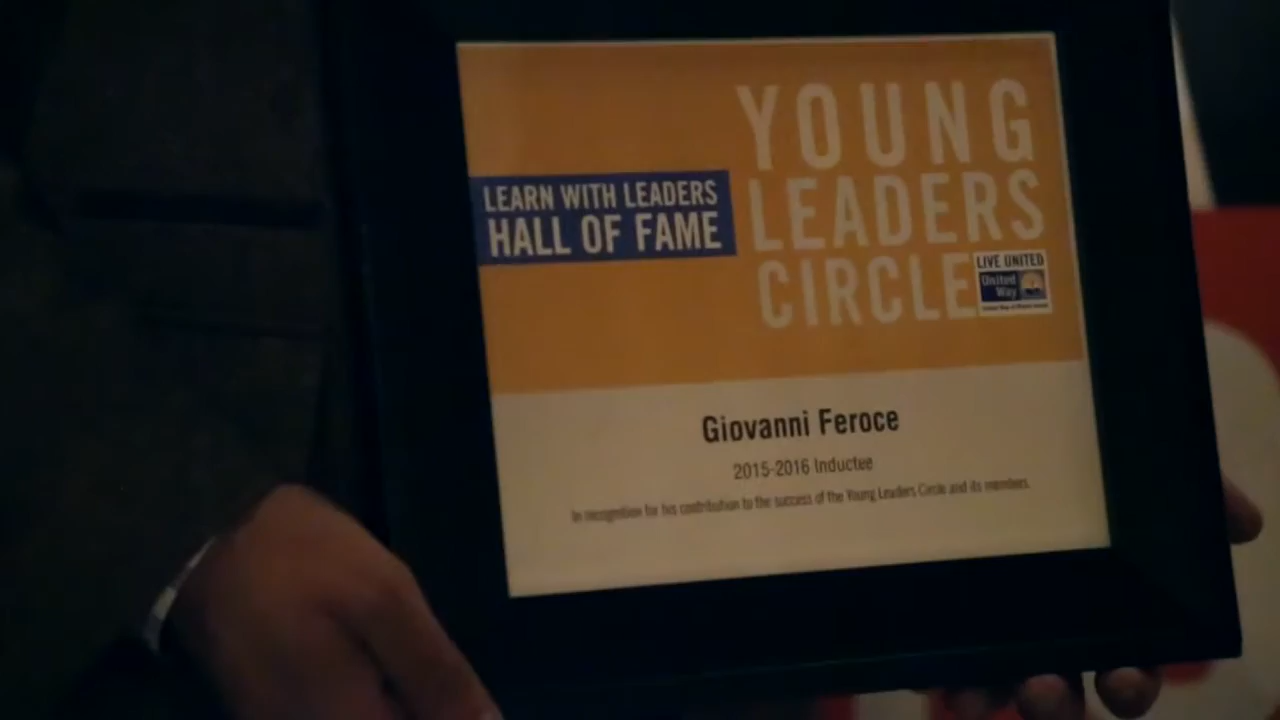 YOUNG
LEADERS
CIRCLE
LEARN WITH LEADERS
HALL OF FAME
LIVE UNITED
United
Way
Giovanni Feroce
2015-2016 Inductee
In recognition for his contribution to the success of the Young Leaders Circle and its members.